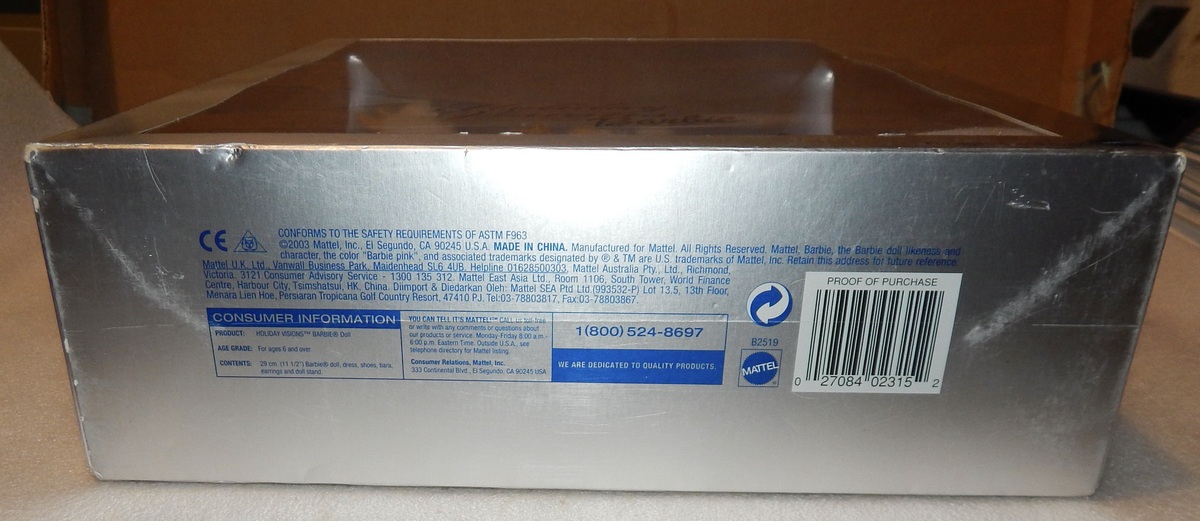 Barbie
CE
CONFORMS TO THE SAFETY REQUIREMENTS OF ASTM F963
©2003 Mattel, Inc., El Segundo, CA 90245 U.S.A. MADE IN CHINA. Manufactured for Mattel. All Rights Reserved. Mattel, Barbie, the Barbie doll likeness and
character, the color "Barbie pink", and associated trademarks designated by ® & TM are U.S. trademarks of Mattel, Inc. Retain this address for future reference.
Mattel U.K. Ltd., Vanwall Business Park, Maidenhead SL6 4UB. Helpline 01628500303. Mattel Australia Pty., Ltd., Richmond,
Victoria. 3121 Consumer Advisory Service - 1300 135 312. Mattel East Asia Ltd., Room 1106, South Tower, World Finance
Centre, Harbour City, Tsimshatsui, HK, China. Diimport & Diedarkan Oleh: Mattel SEA Ptd Ltd.(993532-P) Lot 13.5, 13th Floor,
Menara Lien Hoe, Persiaran Tropicana Golf Country Resort, 47410 PJ. Tel:03-78803817, Fax:03-78803867.
CONSUMER INFORMATION
PRODUCT: HOLIDAY VISIONS™ BARBIE® Doll
AGE GRADE: For ages 6 and over
CONTENTS: 29 cm (11 1/2") Barbie® doll, dress, shoes, tiara,
earrings and doll stand.
YOU CAN TELL IT'S MATTEL!™ CALL us toll-free
or write with any comments or questions about
our products or service. Monday-Friday 8:00 a.m.-
6:00 p.m. Eastern Time. Outside U.S.A., see
telephone directory for Mattel listing.
Consumer Relations, Mattel, Inc.
333 Continental Blvd., El Segundo, CA 90245 USA
1(800) 524-8697
WE ARE DEDICATED TO QUALITY PRODUCTS.
B2519
MATTEL
PROOF OF PURCHASE
0 27084 02315 2